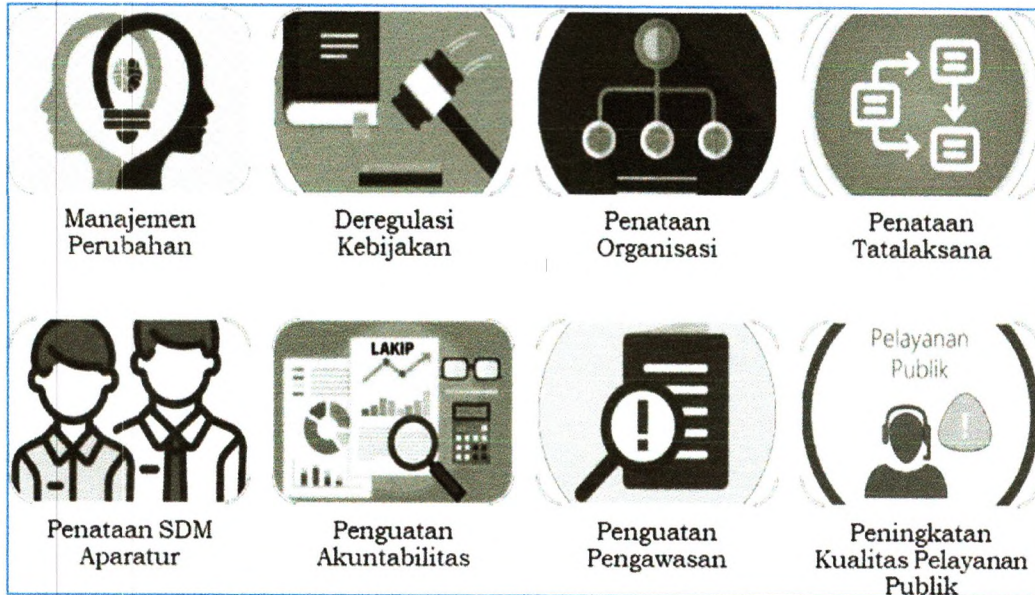 Manajemen
Perubahan
Deregulasi
Kebijakan
Penataan
Organisasi
Penataan
Tatalaksana
LAKIP
Pelayanan
Publik
Penataan SDM
Aparatur
Penguatan
Akuntabilitas
Penguatan
Pengawasan
Peningkatan
Kualitas Pelayanan
Publik